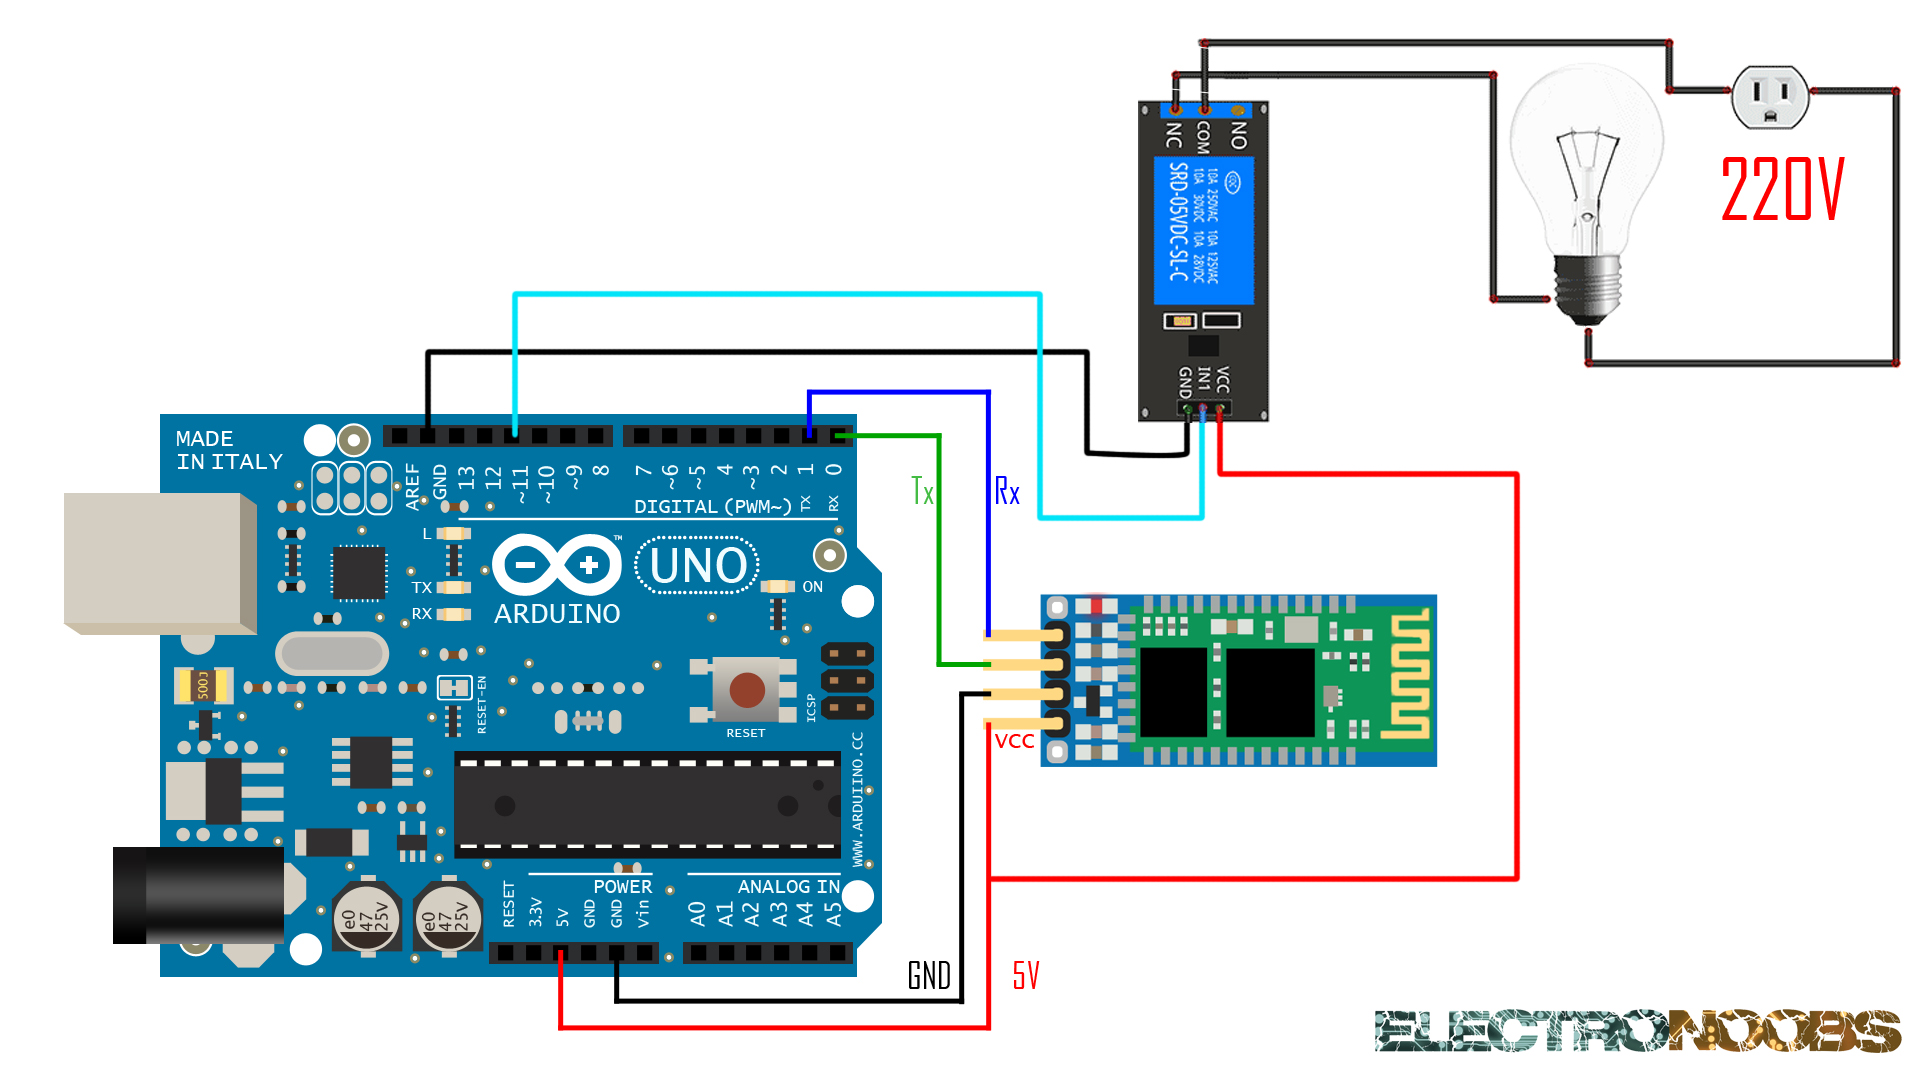 220V
NC
COM
NO
SRD-05VDC-SL-C
10A 250VAC 10A 125VAC
10A 30VDC 10A 28VDC
CQC
GND
IN1
VCC
MADE
IN ITALY
AREF
GND
13
12
~11
~10
~9
8
7
~6
~5
4
~3
2
1
0
DIGITAL (PWM~)
TX
RX
L
TX
RX
™
UNO
ARDUINO
ON
Tx
Rx
500J
RESET-EN
RESET
ICSP
VCC
WWW.ARDUIINO.CC
e0
47
25V
e0
47
25V
POWER
ANALOG IN
RESET
3.3V
5V
GND
GND
Vin
A0
A1
A2
A3
A4
A5
GND
5V
ELECTRONOOBS